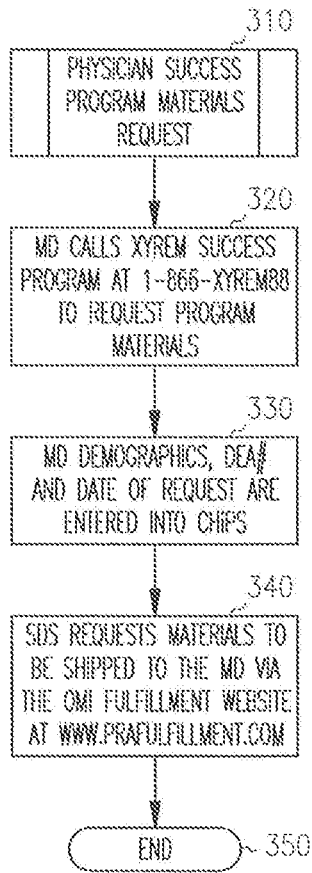 310
PHYSICIAN SUCCESS
PROGRAM MATERIALS
REQUEST
320
MD CALLS XYREM SUCCESS
PROGRAM AT 1-866-XYREM88
TO REQUEST PROGRAM
MATERIALS
330
MD DEMOGRAPHICS, DEA#
AND DATE OF REQUEST ARE
ENTERED INTO CHIPS
340
SDS REQUESTS MATERIALS TO
BE SHIPPED TO THE MD VIA
THE OMI FULFILLMENT WEBSITE
AT WWW.PRAFULFILLMENT.COM
END
350